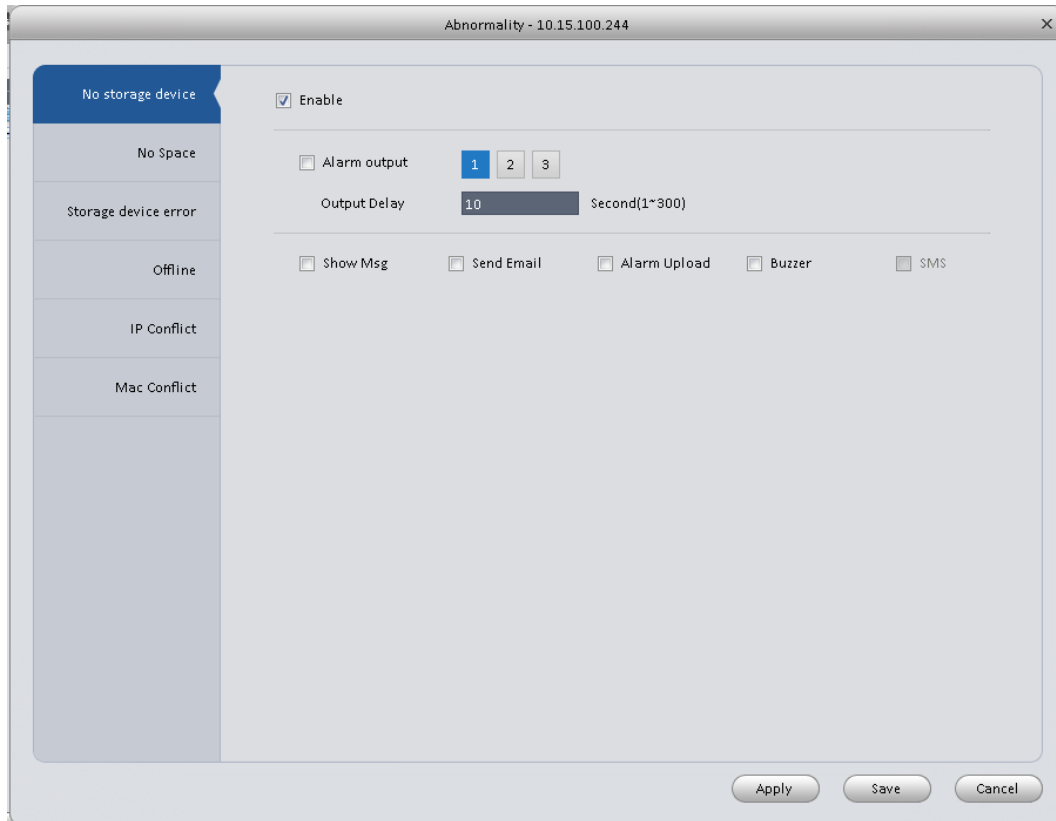 Abnormality - 10.15.100.244
No storage device
Enable
No Space
Alarm output 1 2 3
Storage device error
Output Delay 10 Second(1~300)
Offline
Show Msg Send Email Alarm Upload Buzzer SMS
IP Conflict
Mac Conflict
Apply Save Cancel